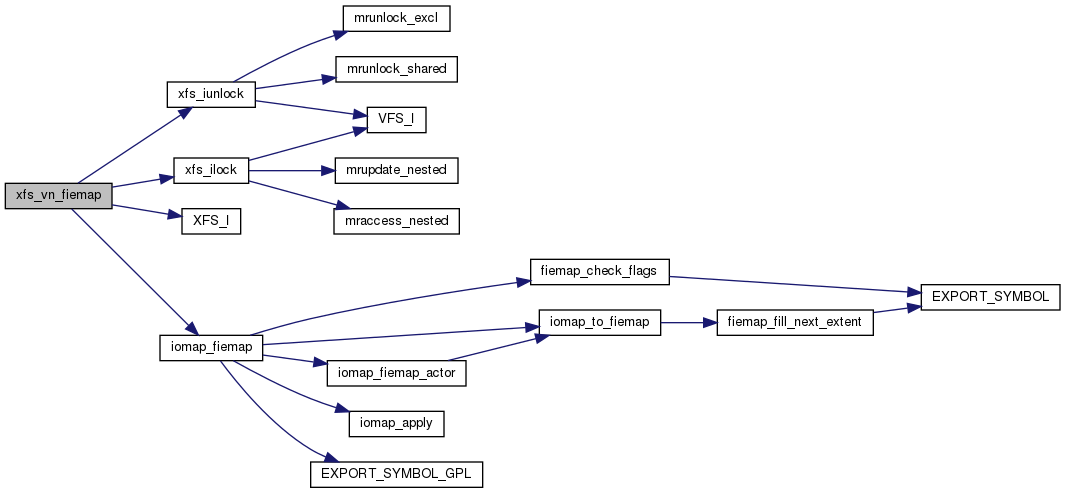 mrunlock_excl
mrunlock_shared
xfs_iunlock
VFS_I
xfs_ilock
mrupdate_nested
xfs_vn_fiemap
XFS_I
mraccess_nested
fiemap_check_flags
EXPORT_SYMBOL
iomap_to_fiemap
fiemap_fill_next_extent
iomap_fiemap
iomap_fiemap_actor
iomap_apply
EXPORT_SYMBOL_GPL